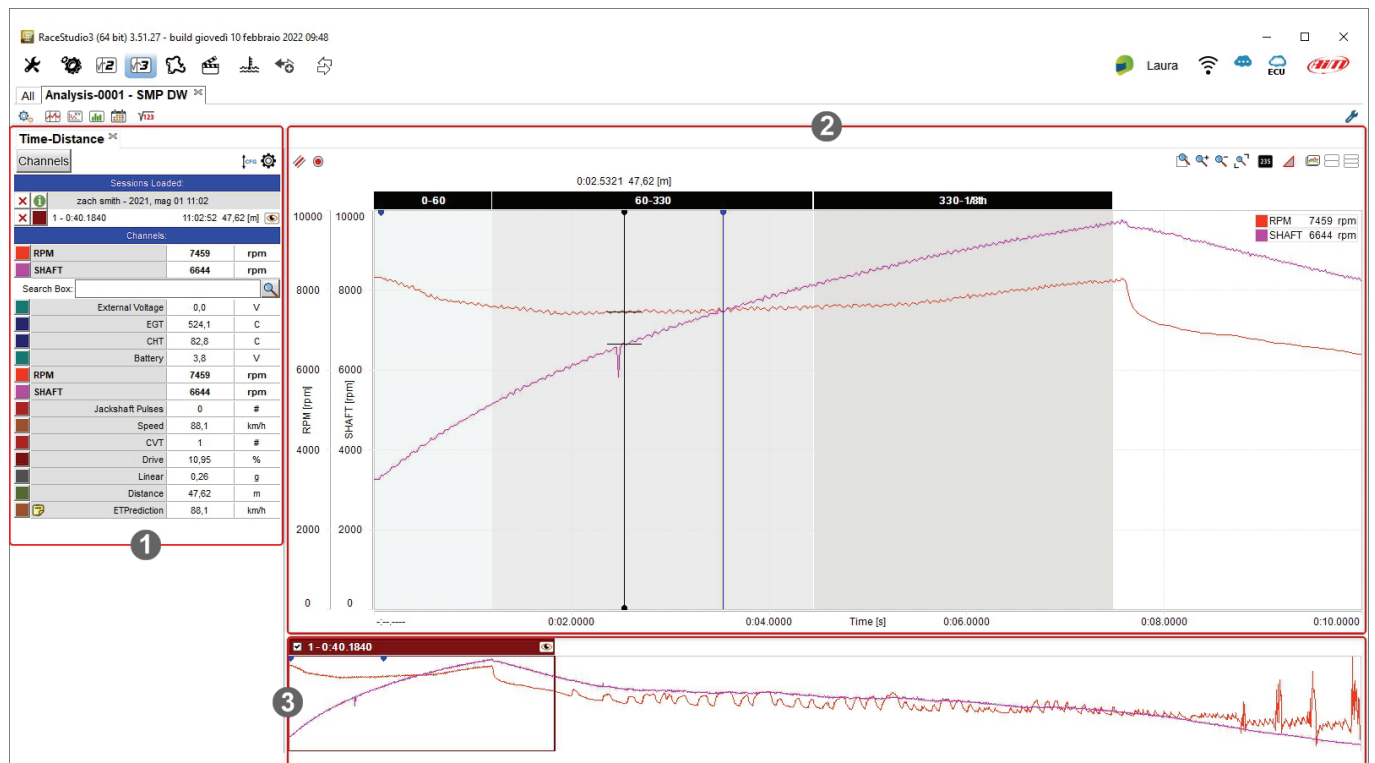 RaceStudio3 (64 bit) 3.51.27 - build giovedì 10 febbraio 2022 09:48
Laura
ECU
AiM
All Analysis-0001 - SMP DW
√123
2
Time-Distance
Channels
CFG
235
Sessions Loaded:
zach smith - 2021, mag 01 11:02
1 - 0:40.1840 11:02:52 47,62 [m]
Channels:
RPM 7459 rpm
SHAFT 6644 rpm
Search Box:
External Voltage 0,0 V
EGT 524,1 C
CHT 82,8 C
Battery 3,8 V
RPM 7459 rpm
SHAFT 6644 rpm
Jackshaft Pulses 0 #
Speed 88,1 km/h
CVT 1 #
Drive 10,95 %
Linear 0,26 g
Distance 47,62 m
ETPrediction 88,1 km/h
1
0:02.5321 47,62 [m]
0-60 60-330 330-1/8th
RPM 7459 rpm
SHAFT 6644 rpm
10000 10000
8000 8000
6000 6000
RPM [rpm] SHAFT [rpm]
4000 4000
2000 2000
0 0
-:--.---- 0:02.0000 0:04.0000 Time [s] 0:06.0000 0:08.0000 0:10.0000
1 - 0:40.1840
3